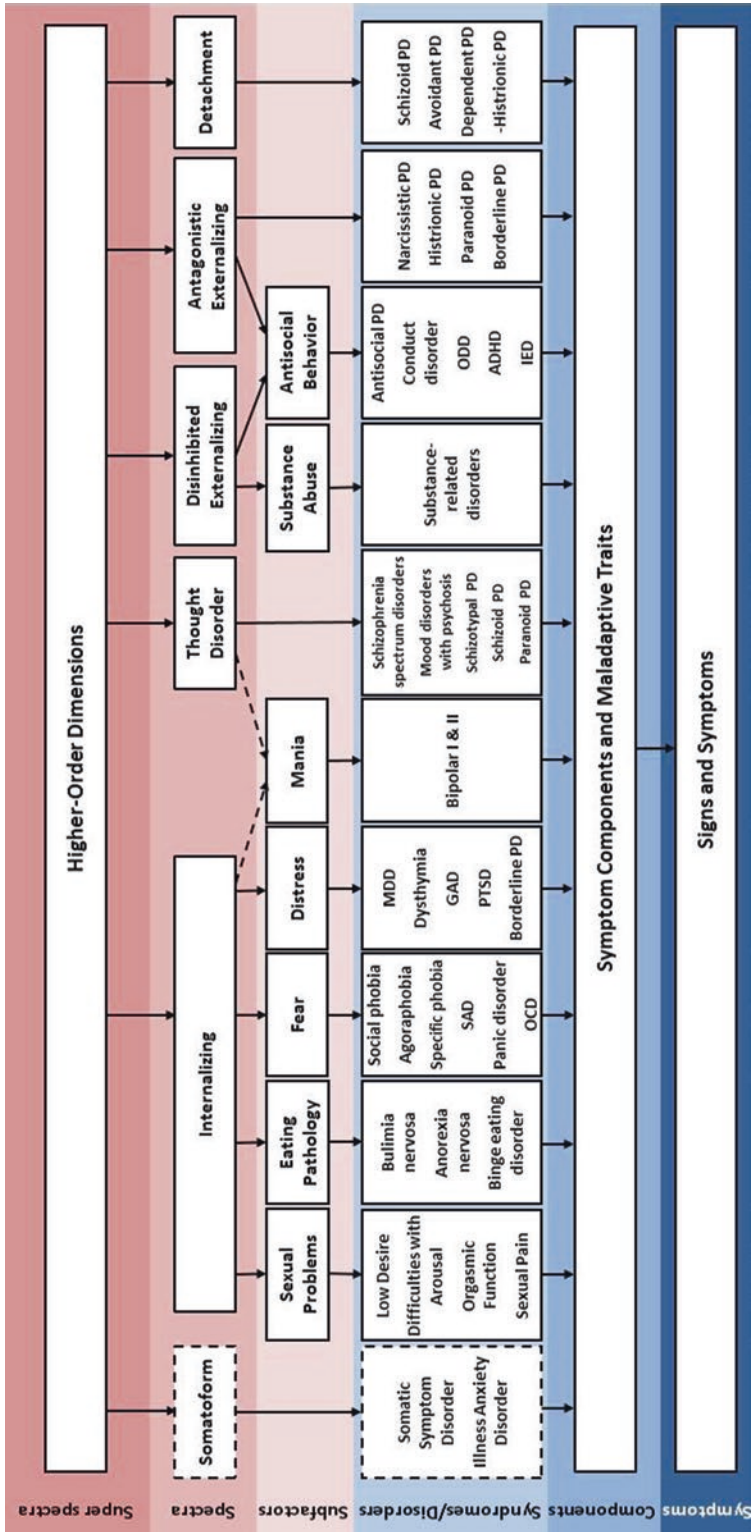 Super spectra
Higher-Order Dimensions
Spectra
Somatoform
Internalizing
Thought
Disorder
Disinhibited
Externalizing
Antagonistic
Externalizing
Detachment
Subfactors
Sexual
Problems
Eating
Pathology
Fear
Distress
Mania
Substance
Abuse
Antisocial
Behavior
Syndromes/Disorders
Somatic
Symptom
Disorder
Illness Anxiety
Disorder
Low Desire
Difficulties with
Arousal
Orgasmic
Function
Sexual Pain
Bulimia
nervosa
Anorexia
nervosa
Binge eating
disorder
Social phobia
Agoraphobia
Specific phobia
SAD
Panic disorder
OCD
MDD
Dysthymia
GAD
PTSD
Borderline PD
Bipolar I & II
Schizophrenia
spectrum disorders
Mood disorders
with psychosis
Schizotypal PD
Schizoid PD
Paranoid PD
Substance-
related
disorders
Antisocial PD
Conduct
disorder
ODD
ADHD
IED
Narcissistic PD
Histrionic PD
Paranoid PD
Borderline PD
Schizoid PD
Avoidant PD
Dependent PD
-Histrionic PD
Components
Symptom Components and Maladaptive Traits
Symptoms
Signs and Symptoms